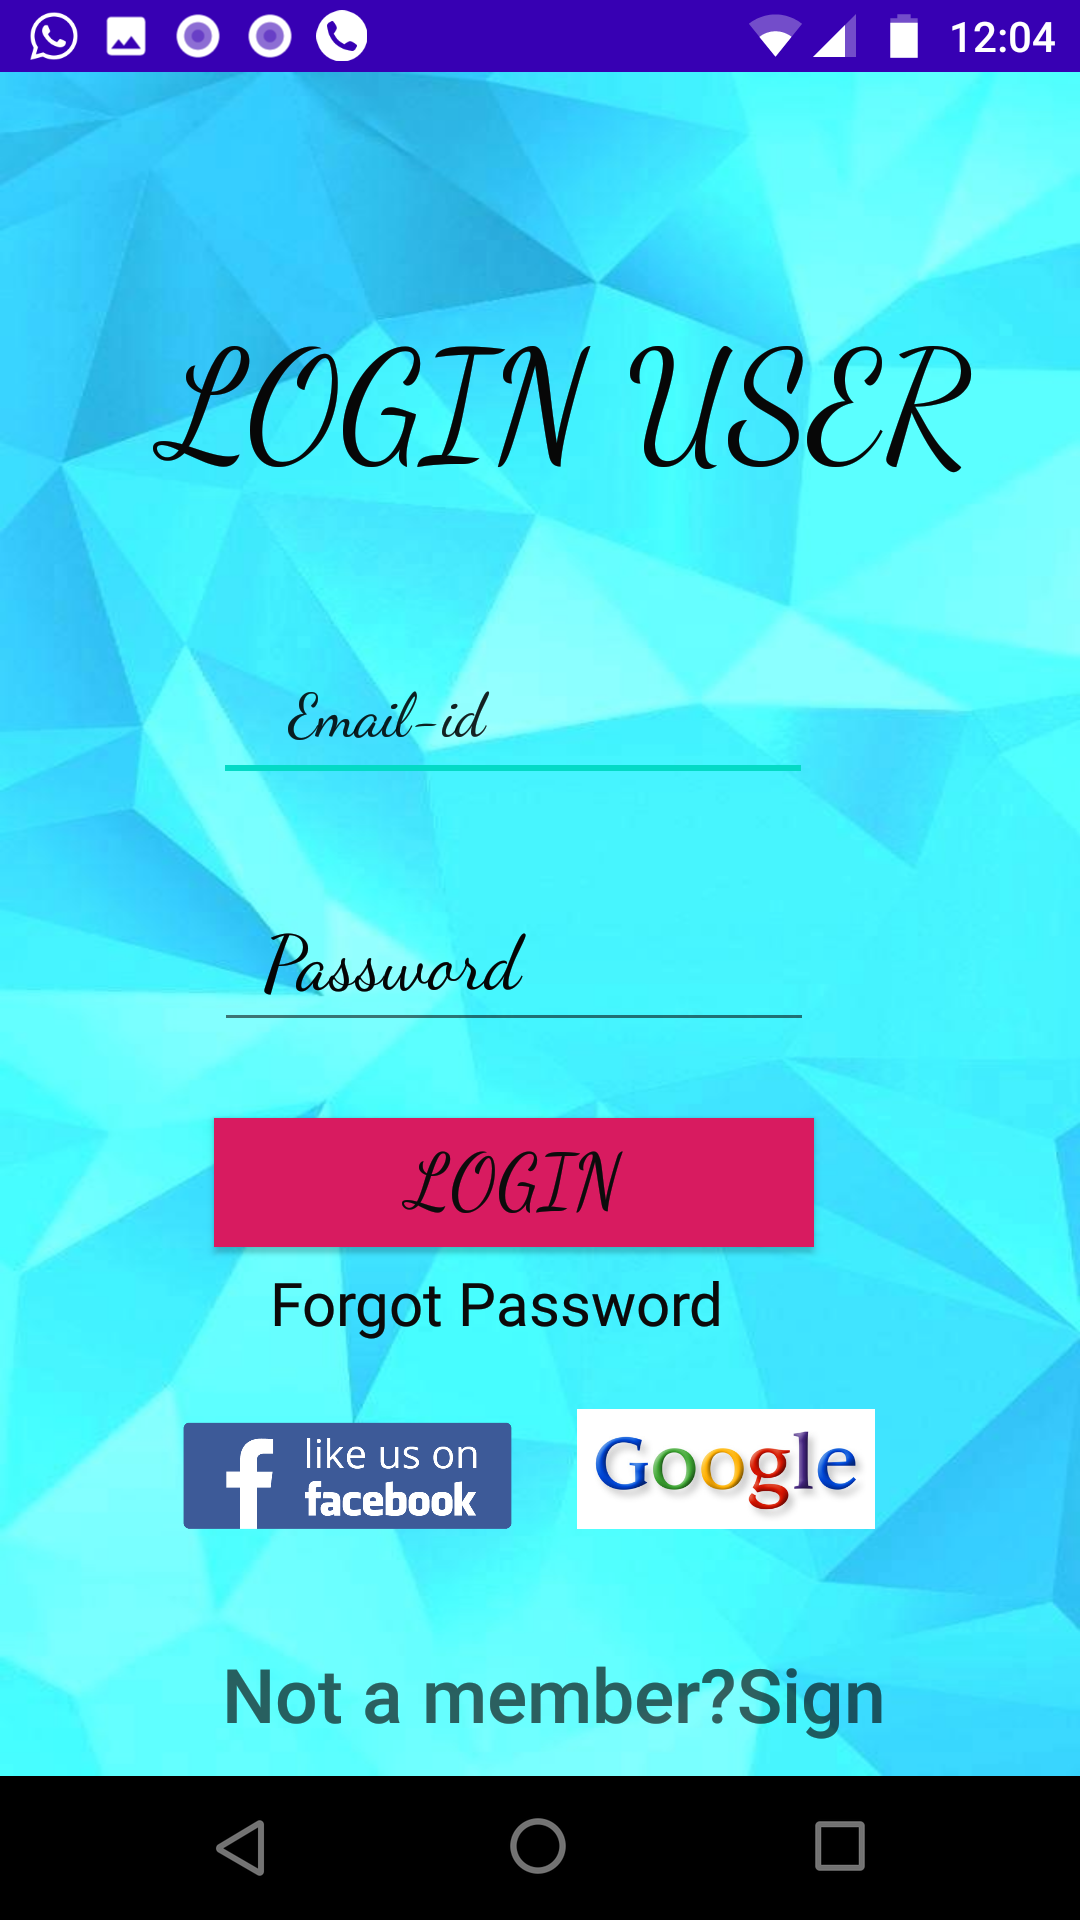 12:04
LOGIN USER
Email-id
Password
LOGIN
Forgot Password
like us on
facebook
Google
Not a member?Sign